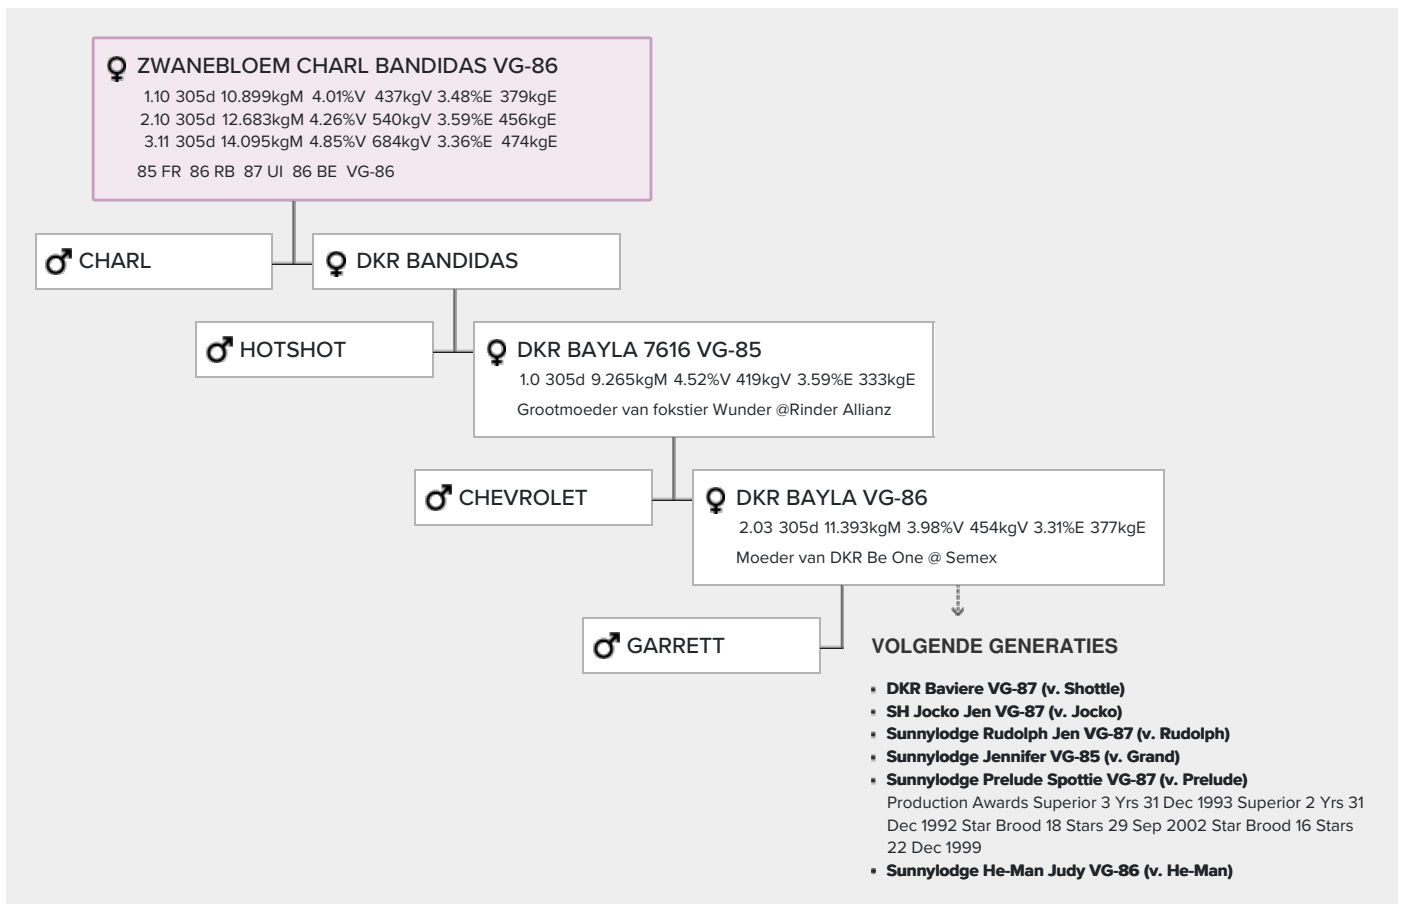 ZWANEBLOEM CHARL BANDIDAS VG-86
1.10 305d 10.899kgM 4.01%V 437kgV 3.48%E 379kgE
2.10 305d 12.683kgM 4.26%V 540kgV 3.59%E 456kgE
3.11 305d 14.095kgM 4.85%V 684kgV 3.36%E 474kgE
85 FR 86 RB 87 UI 86 BE VG-86
CHARL
DKR BANDIDAS
HOTSHOT
DKR BAYLA 7616 VG-85
1.0 305d 9.265kgM 4.52%V 419kgV 3.59%E 333kgE
Grootmoeder van fokstier Wunder @Rinder Allianz
CHEVROLET
DKR BAYLA VG-86
2.03 305d 11.393kgM 3.98%V 454kgV 3.31%E 377kgE
Moeder van DKR Be One @ Semex
GARRETT
VOLGENDE GENERATIES
DKR Baviere VG-87 (v. Shottle)
SH Jocko Jen VG-87 (v. Jocko)
Sunnylodge Rudolph Jen VG-87 (v. Rudolph)
Sunnylodge Jennifer VG-85 (v. Grand)
Sunnylodge Prelude Spottie VG-87 (v. Prelude)
Production Awards Superior 3 Yrs 31 Dec 1993 Superior 2 Yrs 31
Dec 1992 Star Brood 18 Stars 29 Sep 2002 Star Brood 16 Stars
22 Dec 1999
Sunnylodge He-Man Judy VG-86 (v. He-Man)